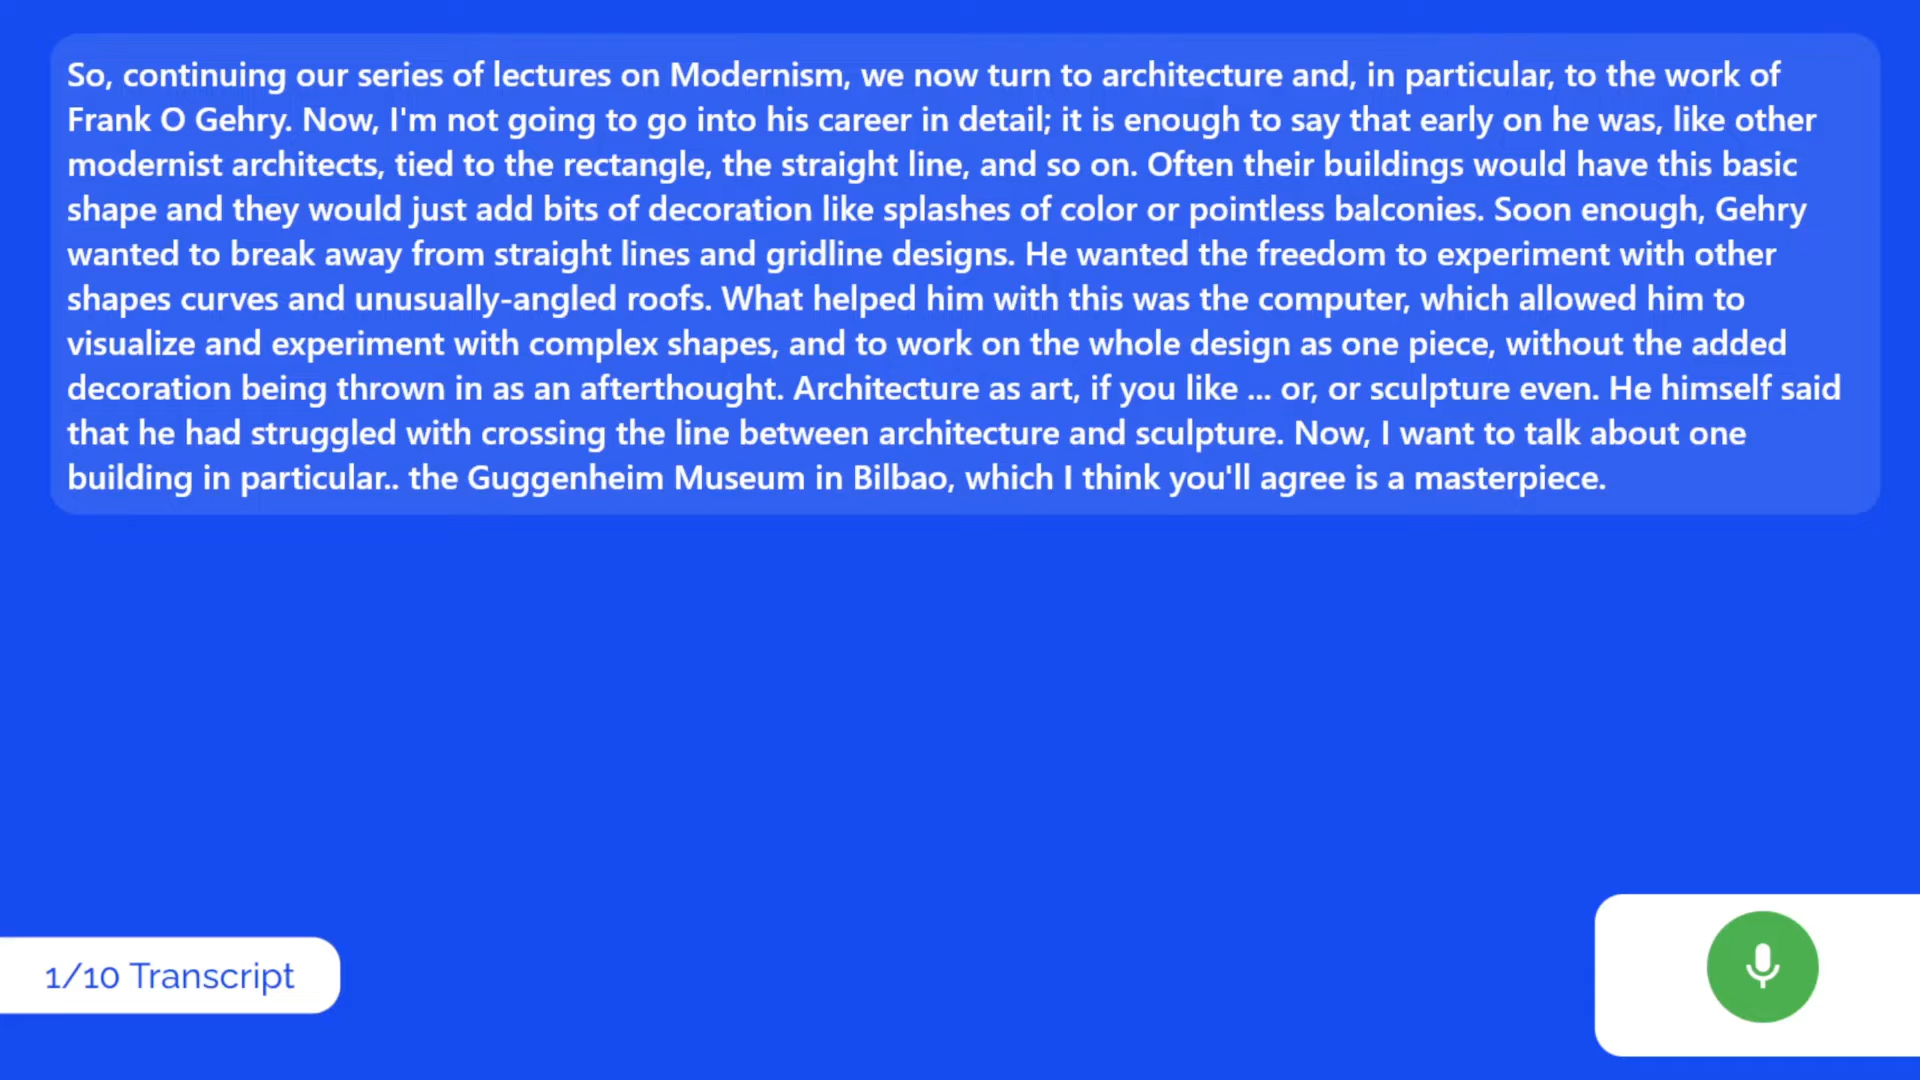 So, continuing our series of lectures on Modernism, we now turn to architecture and, in particular, to the work of
Frank O Gehry. Now, I'm not going to go into his career in detail; it is enough to say that early on he was, like other
modernist architects, tied to the rectangle, the straight line, and so on. Often their buildings would have this basic
shape and they would just add bits of decoration like splashes of color or pointless balconies. Soon enough, Gehry
wanted to break away from straight lines and gridline designs. He wanted the freedom to experiment with other
shapes curves and unusually-angled roofs. What helped him with this was the computer, which allowed him to
visualize and experiment with complex shapes, and to work on the whole design as one piece, without the added
decoration being thrown in as an afterthought. Architecture as art, if you like ... or, or sculpture even. He himself said
that he had struggled with crossing the line between architecture and sculpture. Now, I want to talk about one
building in particular.. the Guggenheim Museum in Bilbao, which I think you'll agree is a masterpiece.
1/10 Transcript